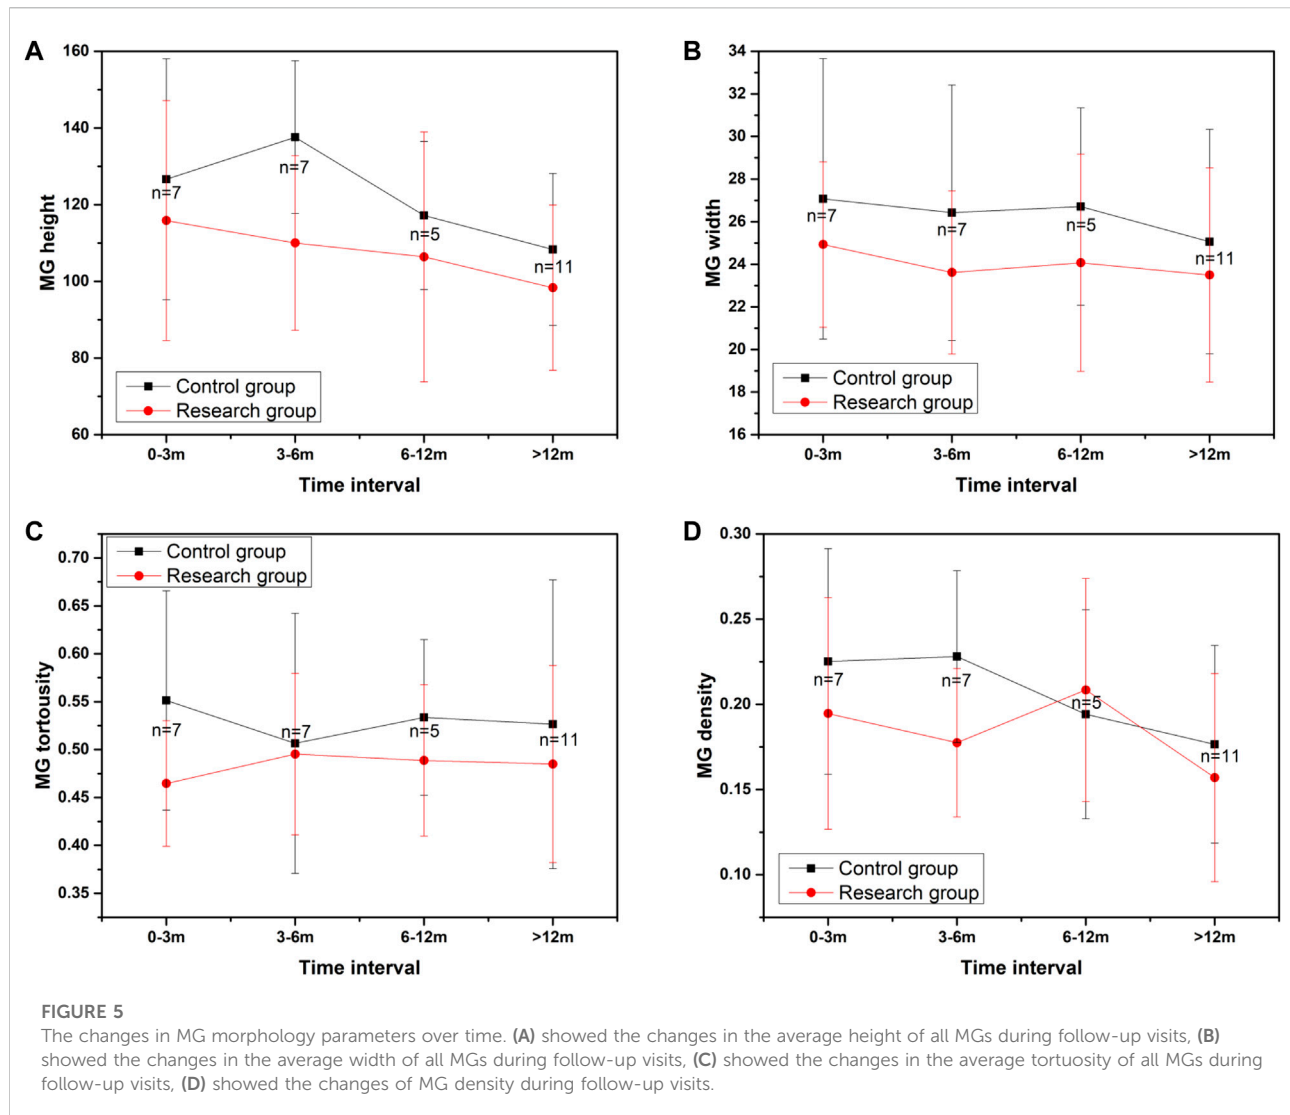 A
160
140
120
100
80
60
MG height
n=7
n=7
n=5
n=11
Control group
Research group
0-3m
3-6m
6-12m
>12m
Time interval
B
34
32
30
28
26
24
22
20
18
16
MG width
n=7
n=7
n=5
n=11
Control group
Research group
0-3m
3-6m
6-12m
>12m
Time interval
C
0.70
0.65
0.60
0.55
0.50
0.45
0.40
0.35
MG tortousity
Control group
Research group
n=7
n=7
n=5
n=11
0-3m
3-6m
6-12m
>12m
Time interval
D
0.30
0.25
0.20
0.15
0.10
MG density
n=7
n=7
n=5
n=11
Control group
Research group
0-3m
3-6m
6-12m
>12m
Time interval
FIGURE 5
The changes in MG morphology parameters over time. (A) showed the changes in the average height of all MGs during follow-up visits, (B)
showed the changes in the average width of all MGs during follow-up visits, (C) showed the changes in the average tortuosity of all MGs during
follow-up visits, (D) showed the changes of MG density during follow-up visits.